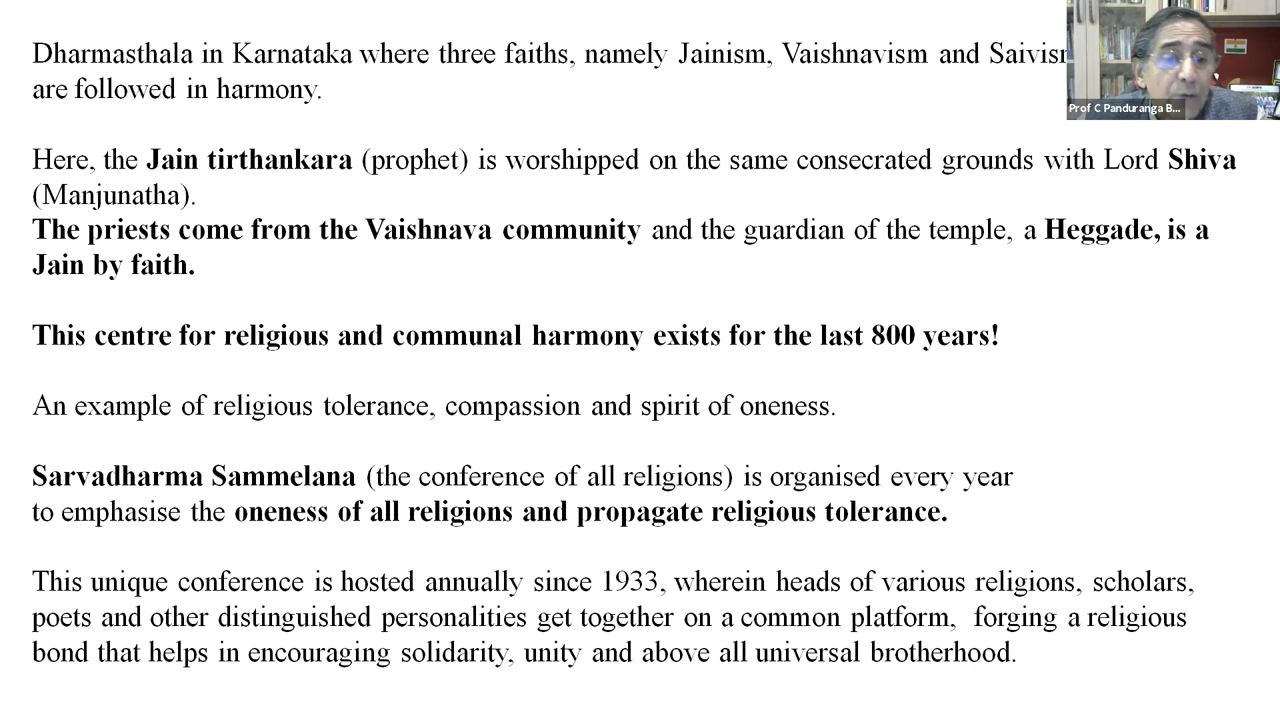 Dharmasthala in Karnataka where three faiths, namely Jainism, Vaishnavism and
are followed in harmony.
Prof C Panduranga B...
Here, the Jain tirthankara (prophet) is worshipped on the same consecrated grounds with Lord Shiva
(Manjunatha).
The priests come from the Vaishnava community and the guardian of the temple, a Heggade, is a
Jain by faith.
This centre for religious and communal harmony exists for the last 800 years!
An example of religious tolerance, compassion and spirit of oneness.
Sarvadharma Sammelana (the conference of all religions) is organised every year
to emphasise the oneness of all religions and propagate religious tolerance.
This unique conference is hosted annually since 1933, wherein heads of various religions, scholars,
poets and other distinguished personalities get together on a common platform, forging a religious
bond that helps in encouraging solidarity, unity and above all universal brotherhood.